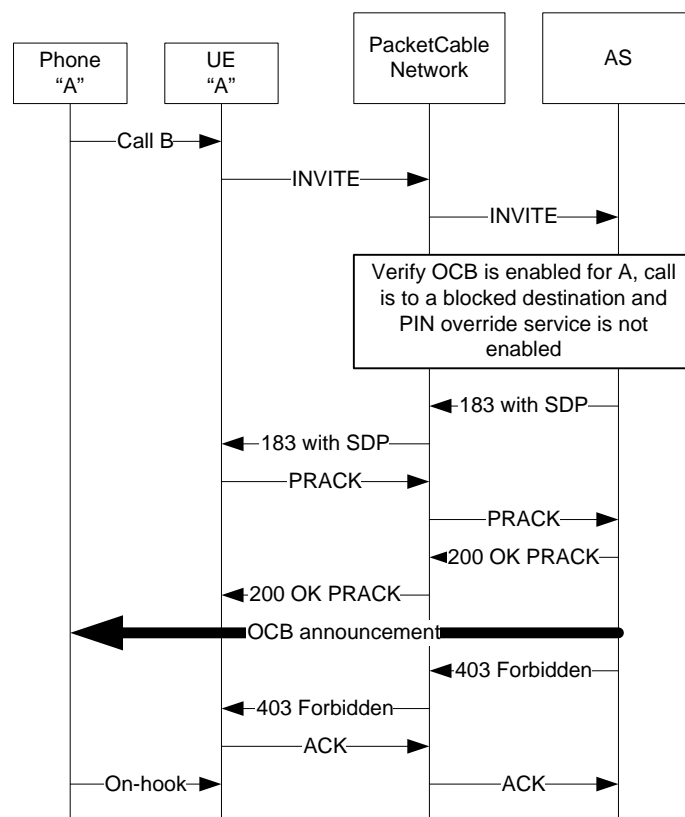 Phone
“A”
UE
“A”
PacketCable
Network
AS
Call B
INVITE
INVITE
Verify OCB is enabled for A, call
is to a blocked destination and
PIN override service is not
enabled
183 with SDP
183 with SDP
PRACK
PRACK
200 OK PRACK
200 OK PRACK
OCB announcement
403 Forbidden
403 Forbidden
ACK
On-hook
ACK